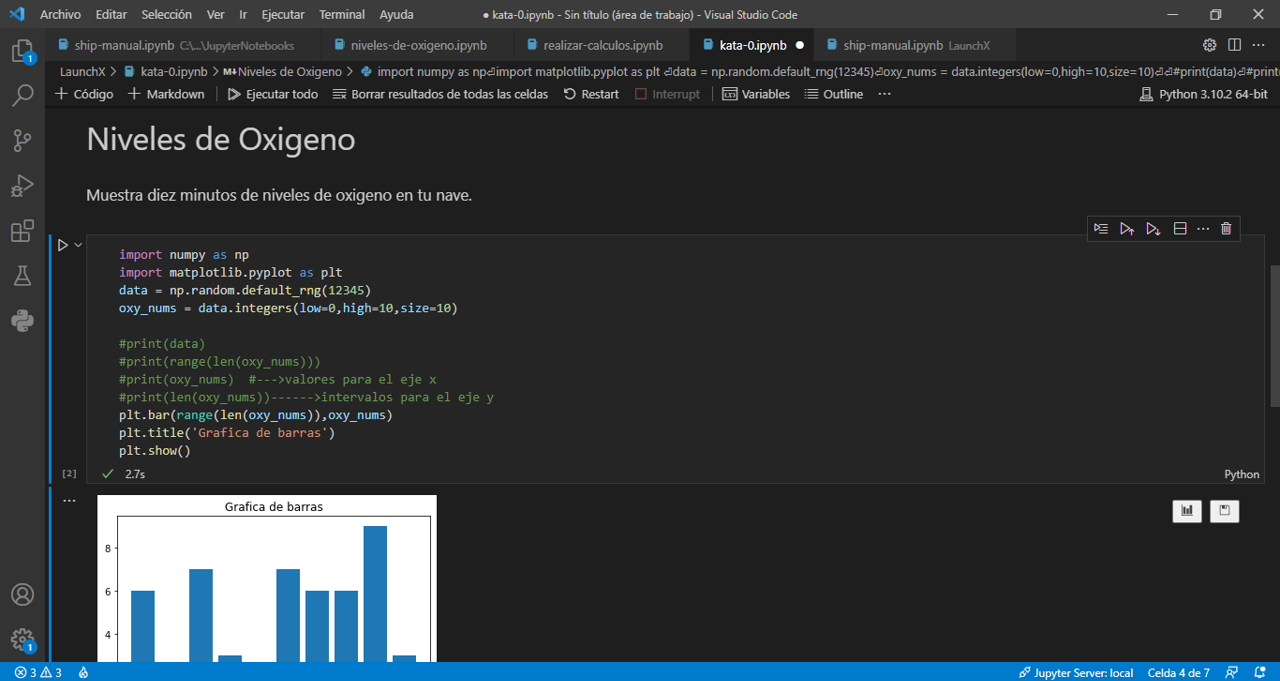 Archivo Editar Selección Ver Ir Ejecutar Terminal Ayuda ● kata-0.ipynb - Sin título (área de trabajo) - Visual Studio Code
ship-manual.ipynb C:\...\JupyterNotebooks niveles-de-oxigeno.ipynb realizar-calculos.ipynb kata-0.ipynb ● ship-manual.ipynb LaunchX
LaunchX > kata-0.ipynb > M↓Niveles de Oxigeno > import numpy as np⏎import matplotlib.pyplot as plt ⏎data = np.random.default_rng(12345)⏎oxy_nums = data.integers(low=0,high=10,size=10)⏎⏎#print(data)⏎#print(
+ Código + Markdown Ejecutar todo Borrar resultados de todas las celdas Restart Interrupt Variables Outline ··· Python 3.10.2 64-bit
Niveles de Oxigeno
Muestra diez minutos de niveles de oxigeno en tu nave.
import numpy as np
import matplotlib.pyplot as plt
data = np.random.default_rng(12345)
oxy_nums = data.integers(low=0,high=10,size=10)
#print(data)
#print(range(len(oxy_nums)))
#print(oxy_nums)  #--->valores para el eje x
#print(len(oxy_nums))------>intervalos para el eje y
plt.bar(range(len(oxy_nums)),oxy_nums)
plt.title('Grafica de barras')
plt.show()
[2] ✓ 2.7s Python
Grafica de barras
8
6
4
1
1
3 3 Jupyter Server: local Celda 4 de 7